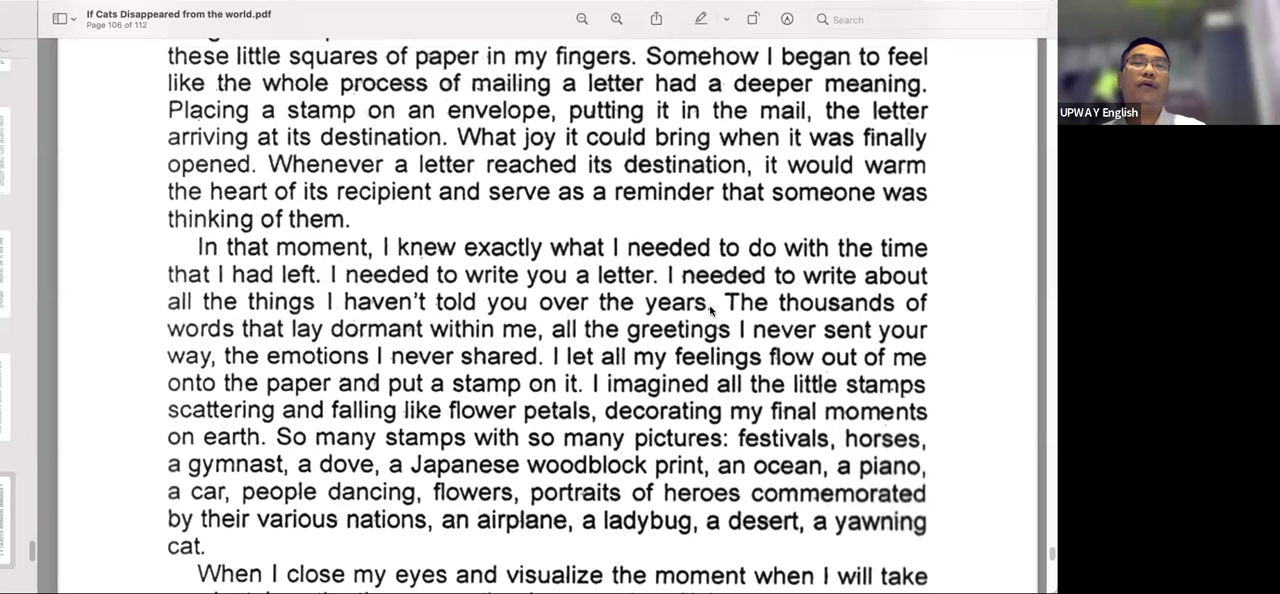 If Cats Disappeared from the world.pdf
Page 106 of 112
Search
UPWAY English
these little squares of paper in my fingers. Somehow I began to feel
like the whole process of mailing a letter had a deeper meaning.
Placing a stamp on an envelope, putting it in the mail, the letter
arriving at its destination. What joy it could bring when it was finally
opened. Whenever a letter reached its destination, it would warm
the heart of its recipient and serve as a reminder that someone was
thinking of them.
In that moment, I knew exactly what I needed to do with the time
that I had left. I needed to write you a letter. I needed to write about
all the things I haven't told you over the years. The thousands of
words that lay dormant within me, all the greetings I never sent your
way, the emotions I never shared. I let all my feelings flow out of me
onto the paper and put a stamp on it. I imagined all the little stamps
scattering and falling like flower petals, decorating my final moments
on earth. So many stamps with so many pictures: festivals, horses,
a gymnast, a dove, a Japanese woodblock print, an ocean, a piano,
a car, people dancing, flowers, portraits of heroes commemorated
by their various nations, an airplane, a ladybug, a desert, a yawning
cat.
When I close my eyes and visualize the moment when I will take